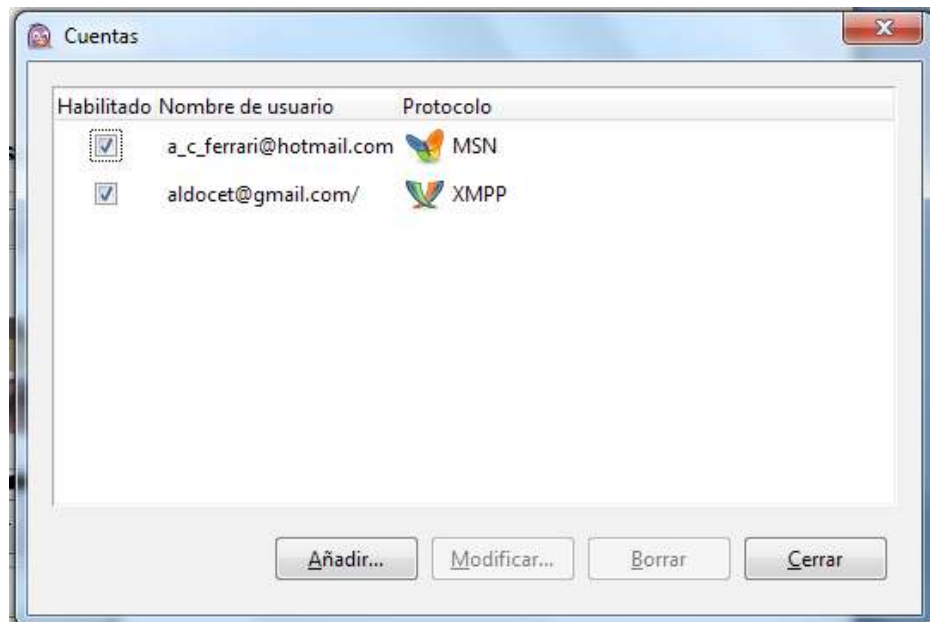 Cuentas
Habilitado Nombre de usuario Protocolo
a_c_ferrari@hotmail.com MSN
aldocet@gmail.com/ XMPP
Añadir... Modificar... Borrar Cerrar